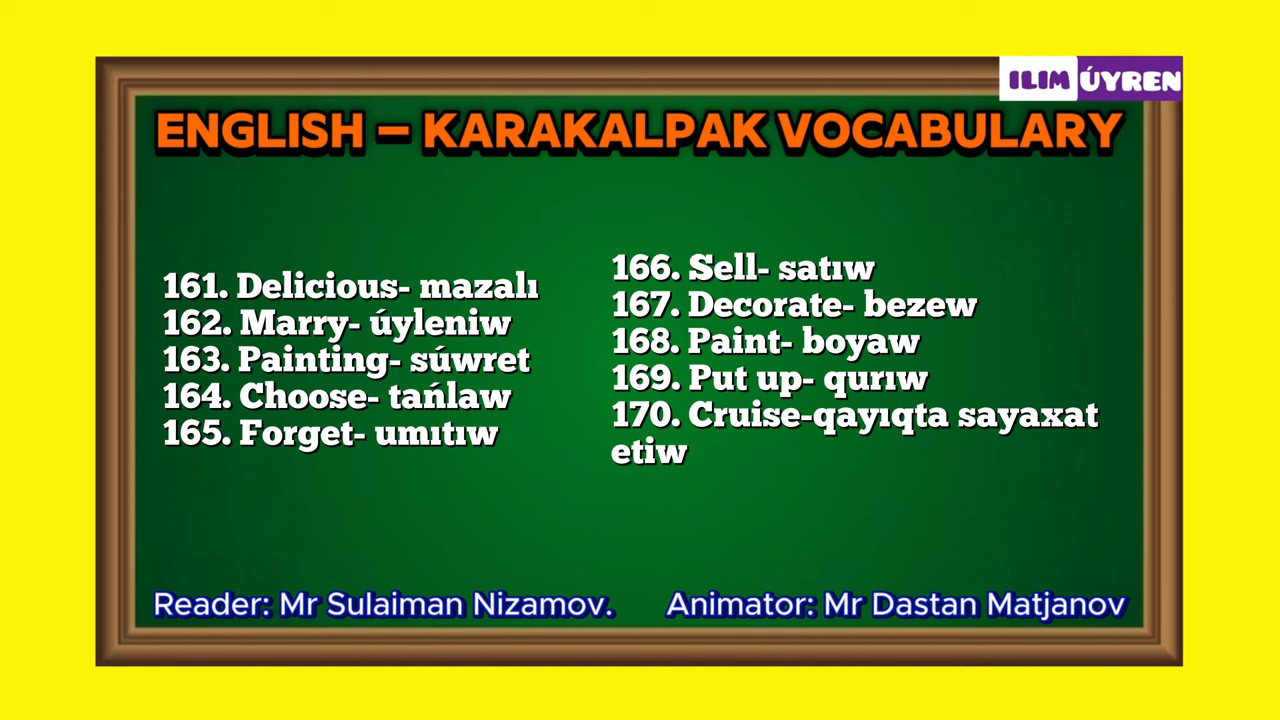 ILIM ÚYREN
ENGLISH – KARAKALPAK VOCABULARY
161. Delicious- mazalı
162. Marry- úyleniw
163. Painting- súwret
164. Choose- tańlaw
165. Forget- umıtıw
166. Sell- satıw
167. Decorate- bezew
168. Paint- boyaw
169. Put up- qurıw
170. Cruise-qayıqta sayaxat
etiw
Reader: Mr Sulaiman Nizamov.
Animator: Mr Dastan Matjanov